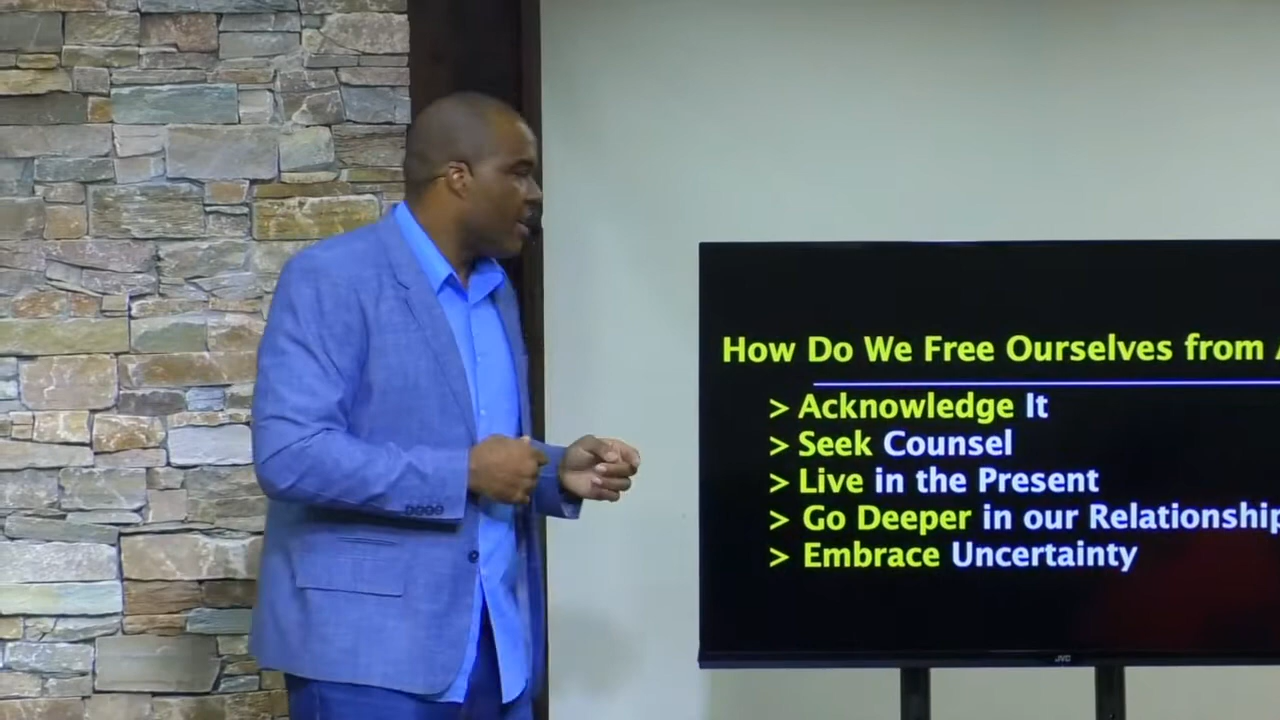 How Do We Free Ourselves from
> Acknowledge It
> Seek Counsel
> Live in the Present
> Go Deeper in our Relationship
> Embrace Uncertainty
JVC